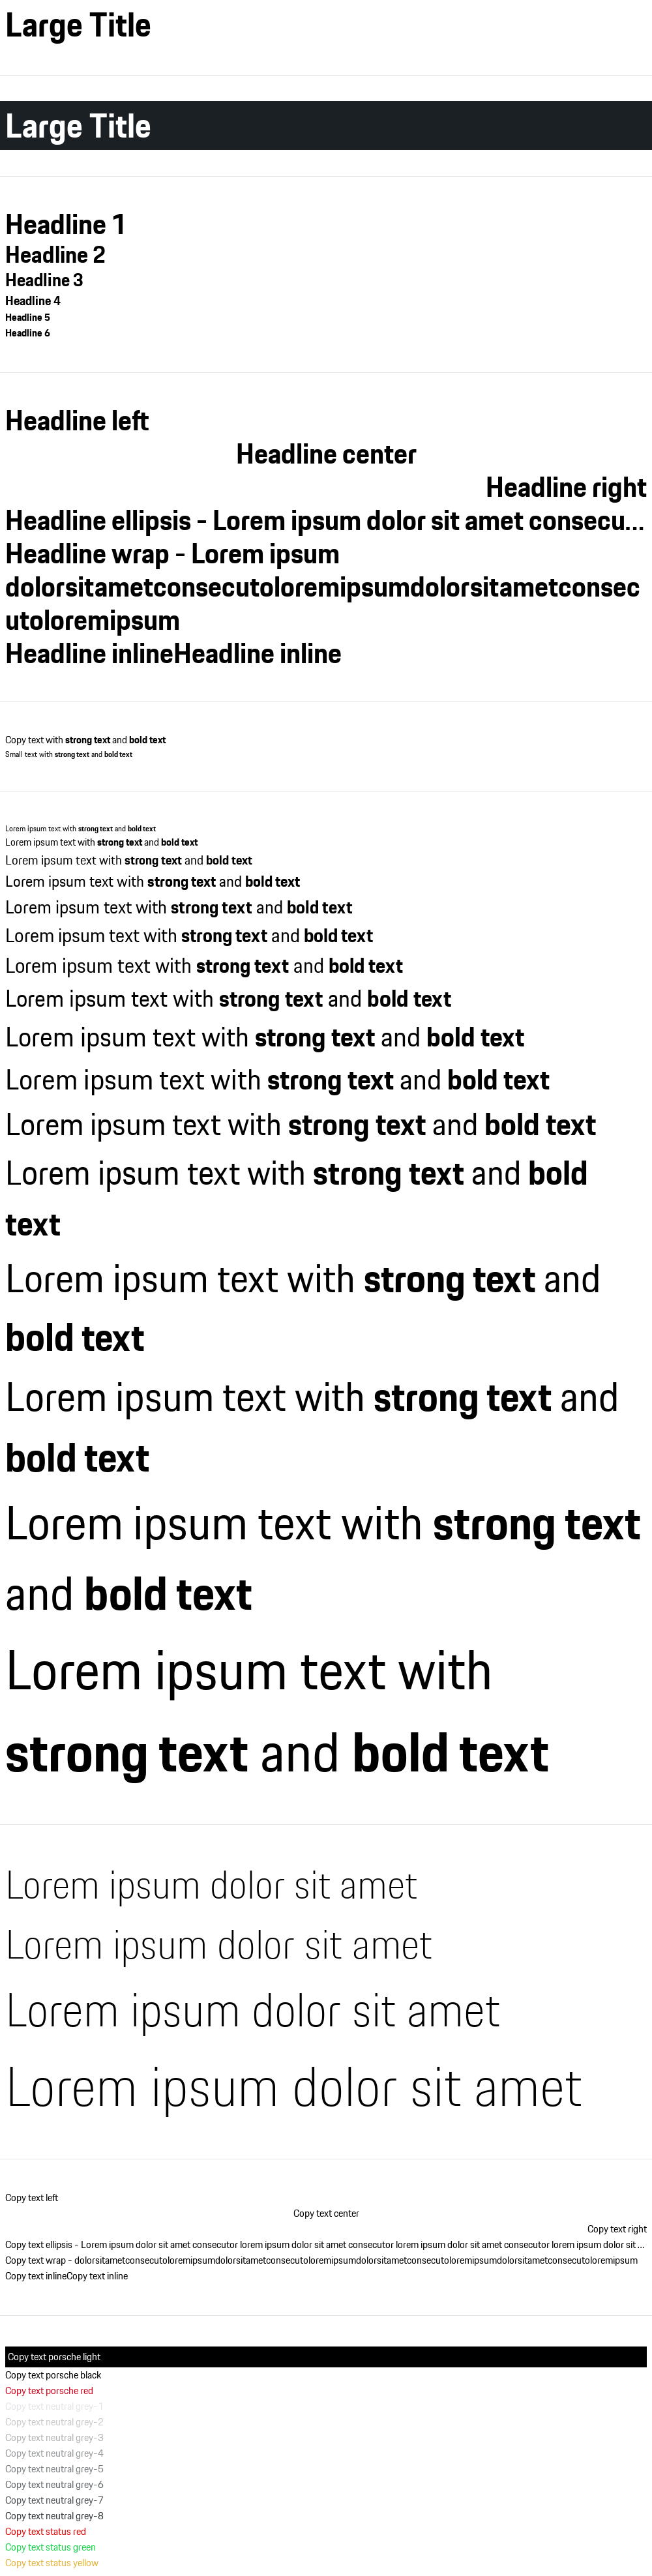 Large Title
Large Title
Headline 1
Headline 2
Headline 3
Headline 4
Headline 5
Headline 6
Headline left
Headline center
Headline right
Headline ellipsis - Lorem ipsum dolor sit amet consecu...
Headline wrap - Lorem ipsum
dolorsitametconsecutoloremipsumdolorsitametconsec
utoloremipsum
Headline inlineHeadline inline
Copy text with strong text and bold text
Small text with strong text and bold text
Lorem ipsum text with strong text and bold text
Lorem ipsum text with strong text and bold text
Lorem ipsum text with strong text and bold text
Lorem ipsum text with strong text and bold text
Lorem ipsum text with strong text and bold text
Lorem ipsum text with strong text and bold text
Lorem ipsum text with strong text and bold text
Lorem ipsum text with strong text and bold text
Lorem ipsum text with strong text and bold text
Lorem ipsum text with strong text and bold text
Lorem ipsum text with strong text and bold text
Lorem ipsum text with strong text and bold
text
Lorem ipsum text with strong text and
bold text
Lorem ipsum text with strong text and
bold text
Lorem ipsum text with strong text
and bold text
Lorem ipsum text with
strong text and bold text
Lorem ipsum dolor sit amet
Lorem ipsum dolor sit amet
Lorem ipsum dolor sit amet
Lorem ipsum dolor sit amet
Copy text left
Copy text center
Copy text right
Copy text ellipsis - Lorem ipsum dolor sit amet consecutor lorem ipsum dolor sit amet consecutor lorem ipsum dolor sit amet consecutor lorem ipsum dolor sit ...
Copy text wrap - dolorsitametconsecutoloremipsumdolorsitametconsecutoloremipsumdolorsitametconsecutoloremipsumdolorsitametconsecutoloremipsum
Copy text inlineCopy text inline
Copy text porsche light
Copy text porsche black
Copy text porsche red
Copy text neutral grey-1
Copy text neutral grey-2
Copy text neutral grey-3
Copy text neutral grey-4
Copy text neutral grey-5
Copy text neutral grey-6
Copy text neutral grey-7
Copy text neutral grey-8
Copy text status red
Copy text status green
Copy text status yellow